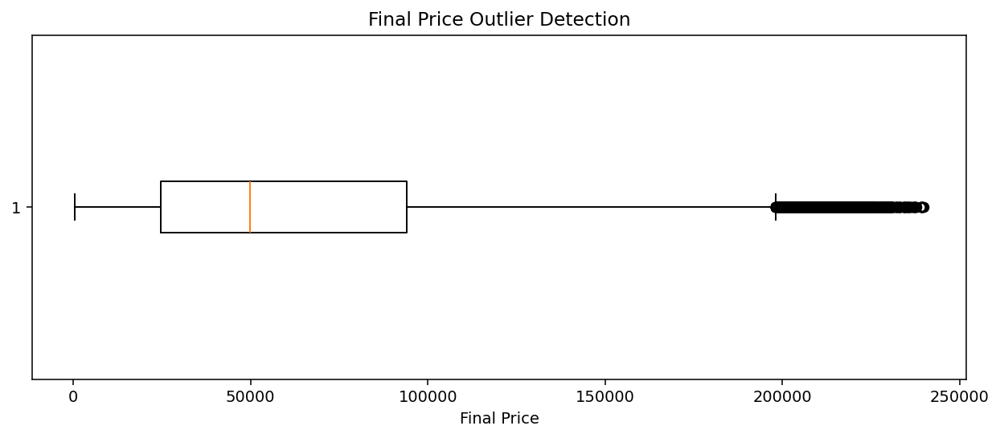 Final Price Outlier Detection
1
0 50000 100000 150000 200000 250000
Final Price